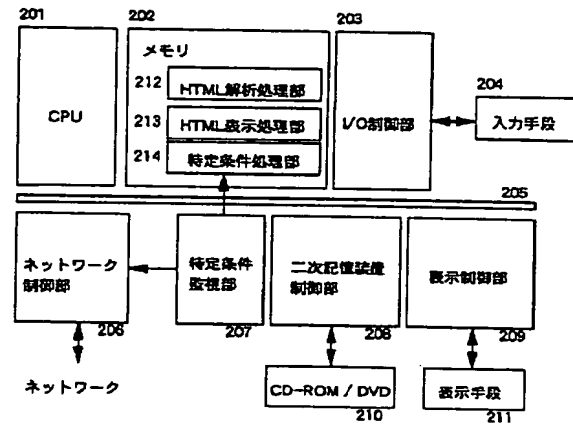 201
202
203
メモリ
204
212
HTML解析処理部
CPU
213
HTML表示処理部
I/O制御部
入力手段
214
特定条件処理部
205
ネットワーク
制御部
特定条件
監視部
二次記憶装置
制御部
表示制御部
206
207
208
209
ネットワーク
CD-ROM / DVD
表示手段
210
211